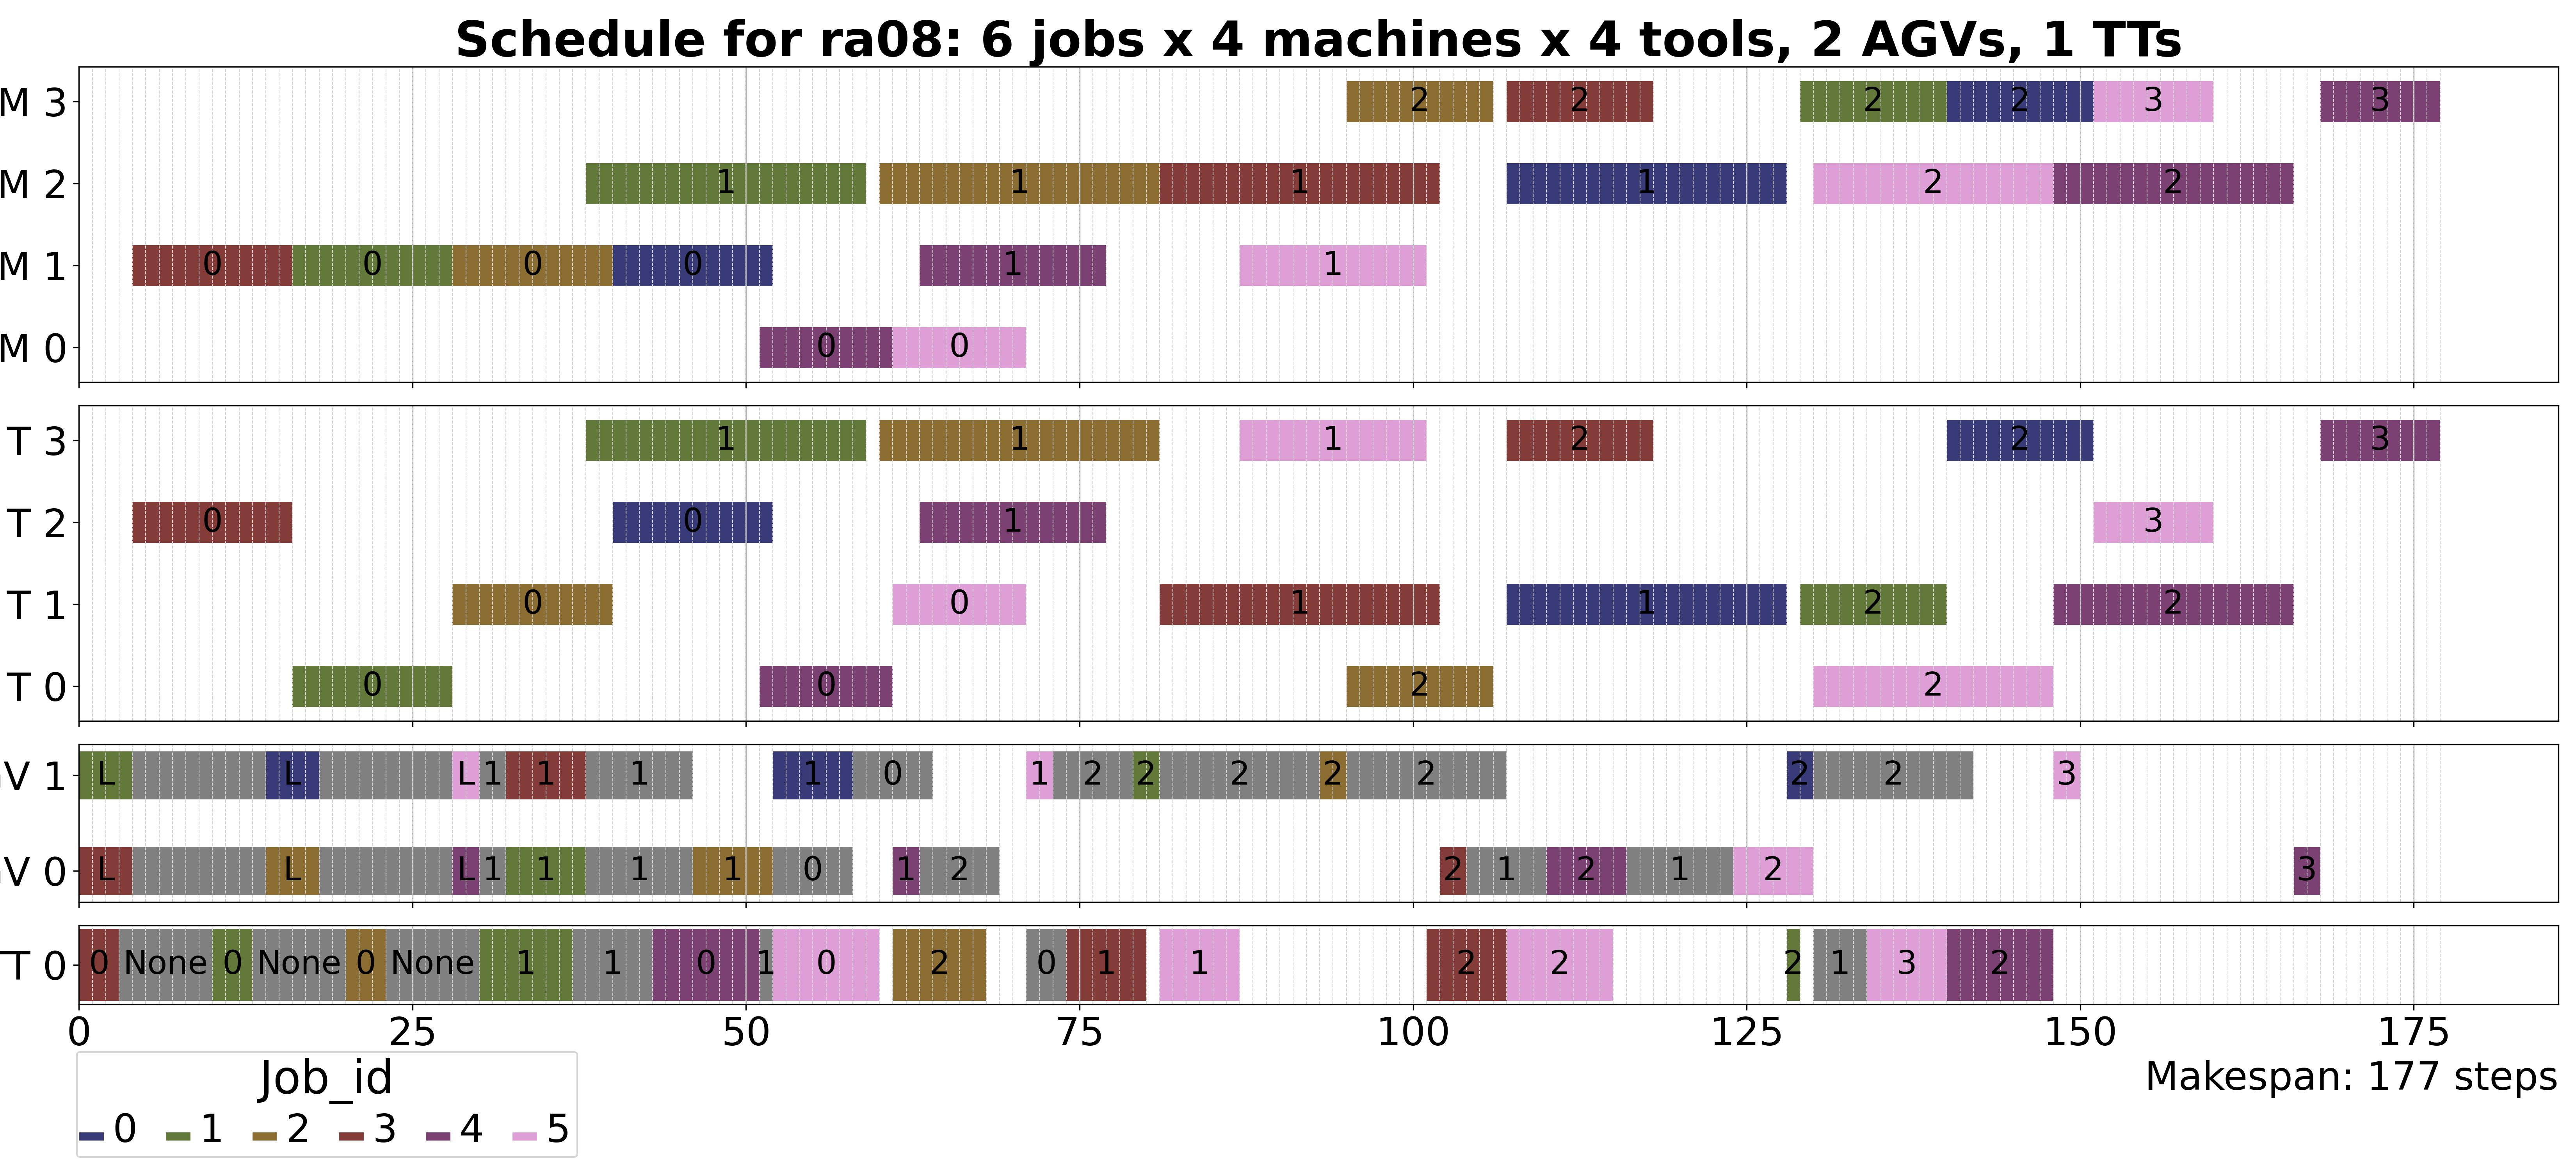 Schedule for ra08: 6 jobs x 4 machines x 4 tools, 2 AGVs, 1 TTs
M 3 2 2 2 2 3 3
M 2 1 1 1 1 2 2
M 1 0 0 0 0 1 1
M 0 0 0
T 3 1 1 1 2 2 3
T 2 0 0 1 3
T 1 0 0 1 1 2 2
T 0 0 0 2 2
GV 1 L L L 1 1 1 1 0 1 2 2 2 2 2 2 2 3
GV 0 L L L 1 1 1 1 0 1 2 2 1 2 1 2 3
T 0 0 None 0 None 0 None 1 1 0 1 0 2 0 1 1 2 2 2 1 3 2
0 25 50 75 100 125 150 175
Makespan: 177 steps
Job_id
0 1 2 3 4 5